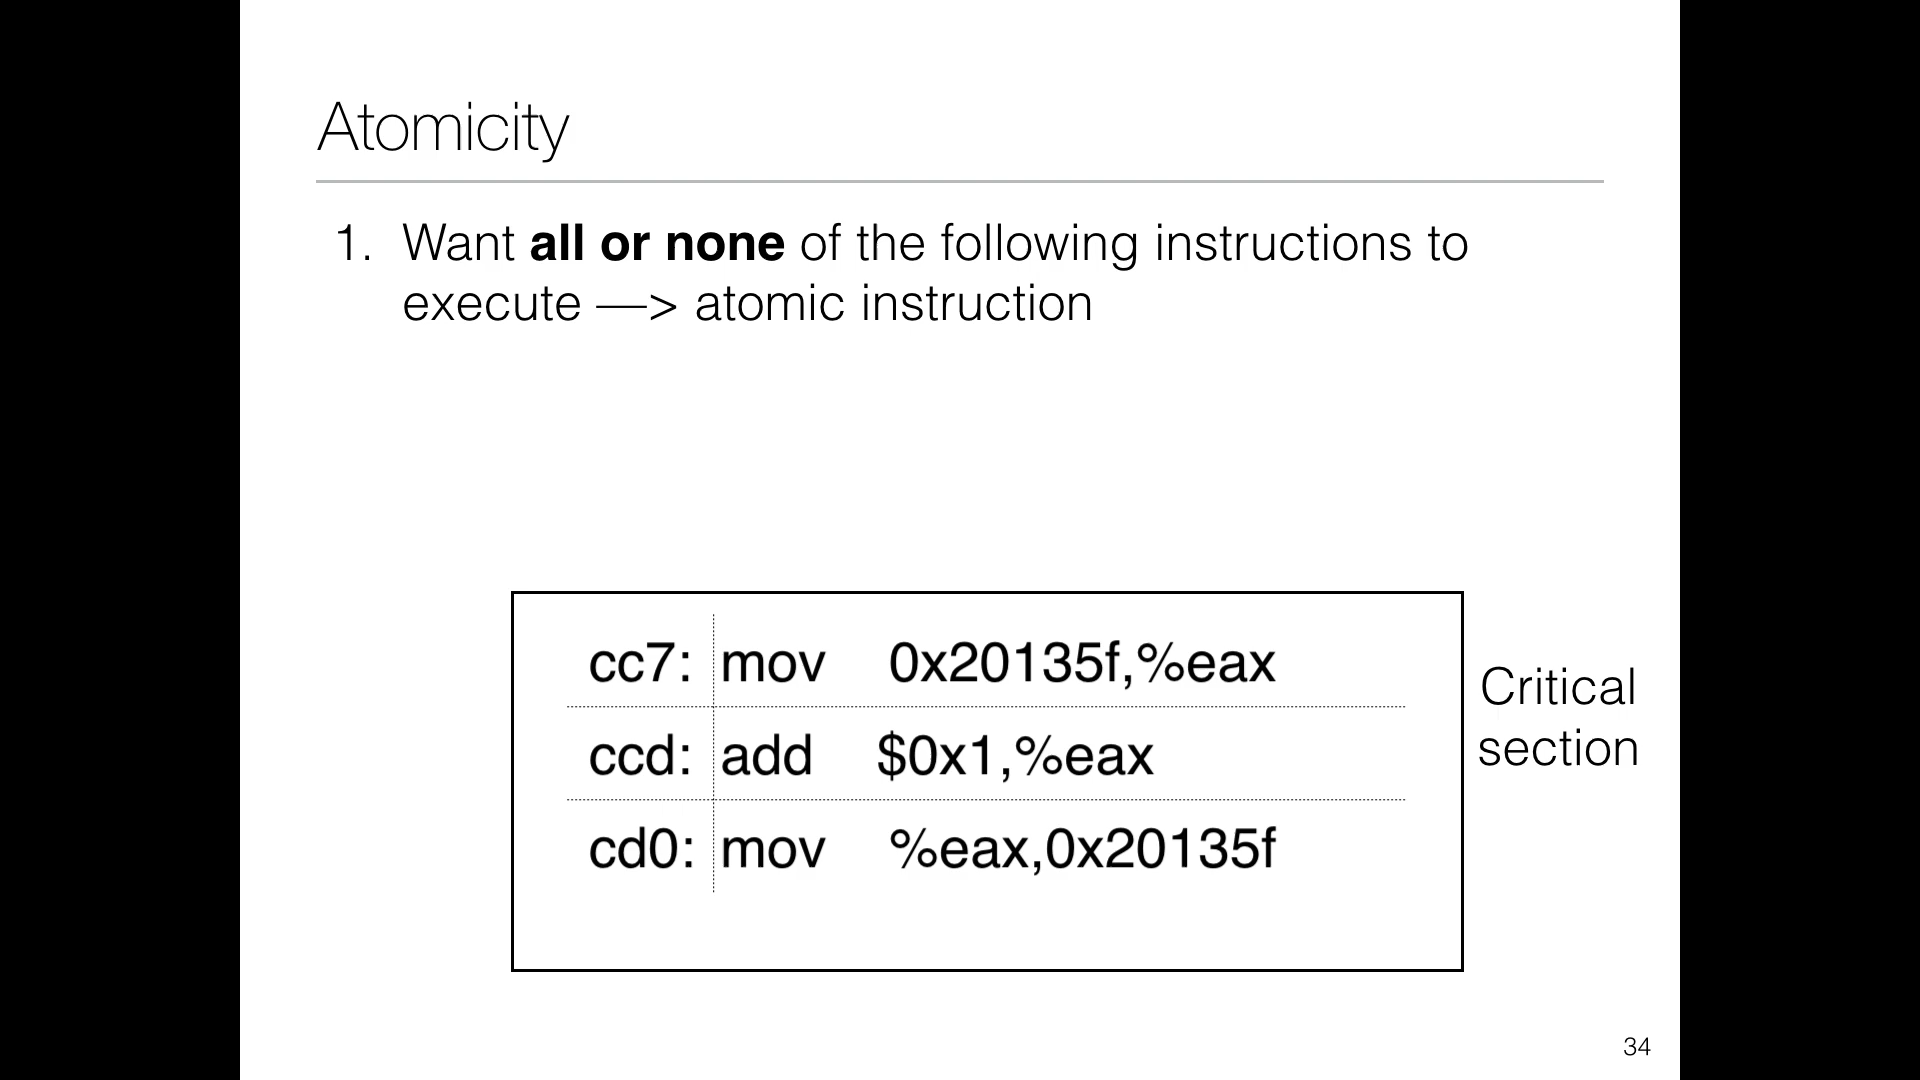 Atomicity
1. Want all or none of the following instructions to
execute —> atomic instruction
cc7: mov 0x20135f,%eax
ccd: add $0x1,%eax
cd0: mov %eax,0x20135f
Critical
section
34